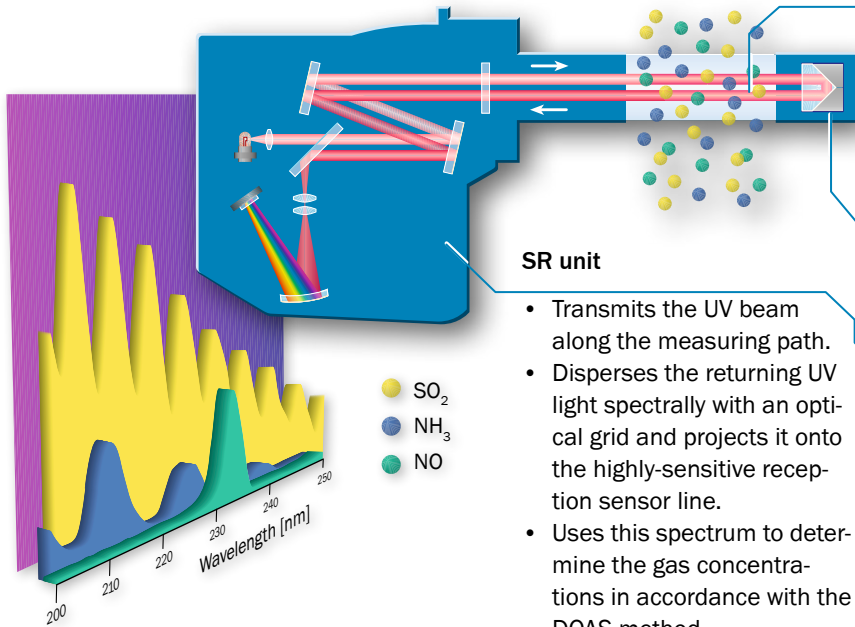 SR unit
• Transmits the UV beam
along the measuring path.
• Disperses the returning UV
light spectrally with an opti-
cal grid and projects it onto
the highly-sensitive recep-
tion sensor line.
• Uses this spectrum to deter-
mine the gas concentra-
tions in accordance with the
DOAS method.
SO2
NH3
NO
200
210
220
230
240
250
Wavelength [nm]